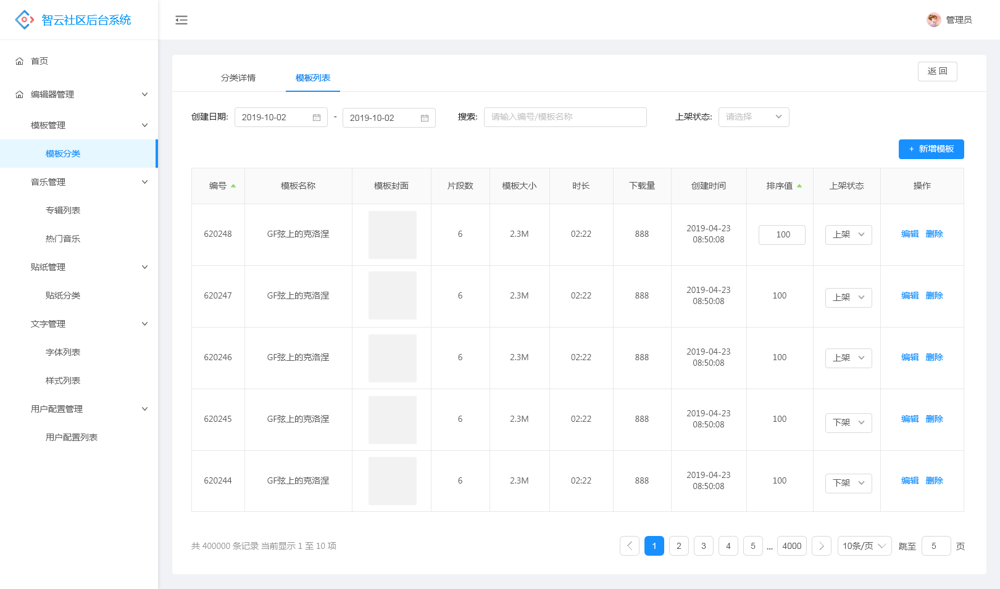 智云社区后台系统
管理员
首页
编辑器管理
模板管理
模板分类
音乐管理
专辑列表
热门音乐
贴纸管理
贴纸分类
文字管理
字体列表
样式列表
用户配置管理
用户配置列表
分类详情 模板列表 返 回
创建日期: 2019-10-02 - 2019-10-02 搜索: 请输入编号/模板名称 上架状态: 请选择
+ 新增模板
编号 模板名称 模板封面 片段数 模板大小 时长 下载量 创建时间 排序值 上架状态 操作
620248 GF弦上的克洛涅 6 2.3M 02:22 888 2019-04-23 08:50:08 100 上架 编辑 删除
620247 GF弦上的克洛涅 6 2.3M 02:22 888 2019-04-23 08:50:08 100 上架 编辑 删除
620246 GF弦上的克洛涅 6 2.3M 02:22 888 2019-04-23 08:50:08 100 上架 编辑 删除
620245 GF弦上的克洛涅 6 2.3M 02:22 888 2019-04-23 08:50:08 100 下架 编辑 删除
620244 GF弦上的克洛涅 6 2.3M 02:22 888 2019-04-23 08:50:08 100 下架 编辑 删除
共 400000 条记录 当前显示 1 至 10 项 1 2 3 4 5 ... 4000 10条/页 跳至 5 页